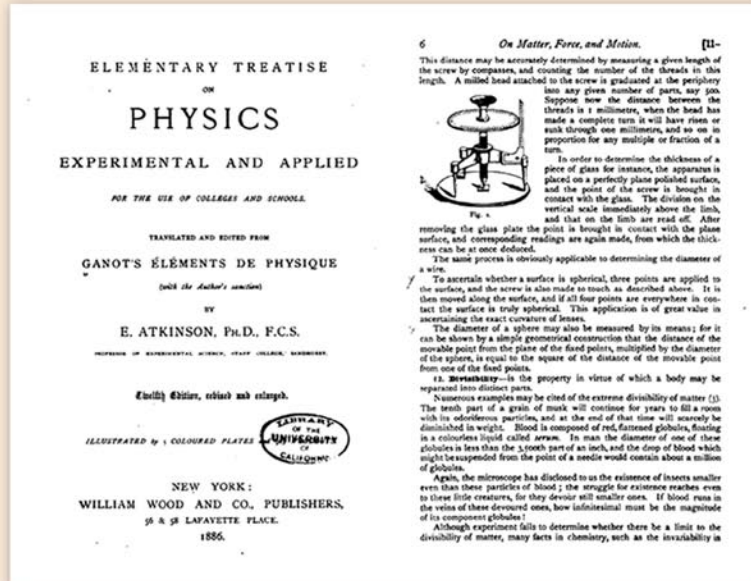 ELEMENTARY TREATISE
ON
PHYSICS
EXPERIMENTAL AND APPLIED
FOR THE USE OF COLLEGES AND SCHOOLS.
TRANSLATED AND EDITED FROM
GANOT'S ÉLÉMENTS DE PHYSIQUE
(with the Author's sanction)
BY
E. ATKINSON, PH.D., F.C.S.
PROFESSOR OF EXPERIMENTAL SCIENCE, STAFF COLLEGE, SANDHURST.
Twelfth Edition, revised and enlarged.
ILLUSTRATED by 5 COLOURED PLATES
LIBRARY
OF THE
UNIVERSITY
OF
CALIFORNIA
NEW YORK:
WILLIAM WOOD AND CO., PUBLISHERS,
56 & 58 LAFAYETTE PLACE.
1886.
6 On Matter, Force, and Motion. [11-
This distance may be accurately determined by measuring a given length of
the screw by compasses, and counting the number of the threads in this
length. A milled head attached to the screw is graduated at the periphery
into any given number of parts, say 500.
Suppose now the distance between the
threads is 1 millimetre, when the head has
made a complete turn it will have risen or
sunk through one millimetre, and so on in
proportion for any multiple or fraction of a
turn.
In order to determine the thickness of a
piece of glass for instance, the apparatus is
placed on a perfectly plane polished surface,
and the point of the screw is brought in
contact with the glass. The division on the
vertical scale immediately above the limb,
and that on the limb are read off. After
Fig. 2.
removing the glass plate the point is brought in contact with the plane
surface, and corresponding readings are again made, from which the thick-
ness can be at once deduced.
The same process is obviously applicable to determining the diameter of
a wire.
To ascertain whether a surface is spherical, three points are applied to
the surface, and the screw is also made to touch as described above. It is
then moved along the surface, and if all four points are everywhere in con-
tact the surface is truly spherical. This application is of great value in
ascertaining the exact curvature of lenses.
The diameter of a sphere may also be measured by its means; for it
can be shown by a simple geometrical construction that the distance of the
movable point from the plane of the fixed points, multiplied by the diameter
of the sphere, is equal to the square of the distance of the movable point
from one of the fixed points.
12. Divisibility—is the property in virtue of which a body may be
separated into distinct parts.
Numerous examples may be cited of the extreme divisibility of matter (3).
The tenth part of a grain of musk will continue for years to fill a room
with its odoriferous particles, and at the end of that time will scarcely be
diminished in weight. Blood is composed of red, flattened globules, floating
in a colourless liquid called serum. In man the diameter of one of these
globules is less than the 3,500th part of an inch, and the drop of blood which
might be suspended from the point of a needle would contain about a million
of globules.
Again, the microscope has disclosed to us the existence of insects smaller
even than these particles of blood; the struggle for existence reaches even
to these little creatures, for they devour still smaller ones. If blood runs in
the veins of these devoured ones, how infinitesimal must be the magnitude
of its component globules!
Although experiment fails to determine whether there be a limit to the
divisibility of matter, many facts in chemistry, such as the invariability in